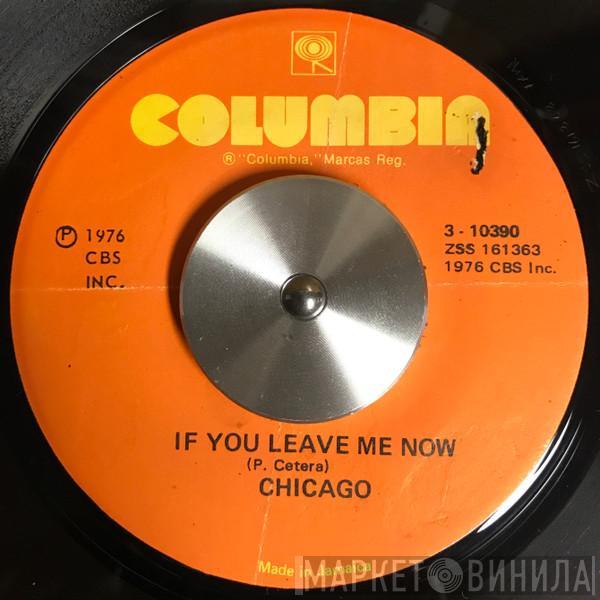 COLUMBIA
® "Columbia," Marcas Reg.
Ⓟ 1976
CBS
INC.
3 - 10390
ZSS 161363
1976 CBS Inc.
IF YOU LEAVE ME NOW
(P. Cetera)
CHICAGO
Made in Jamaica
МАРКЕТ ВИНИЛА